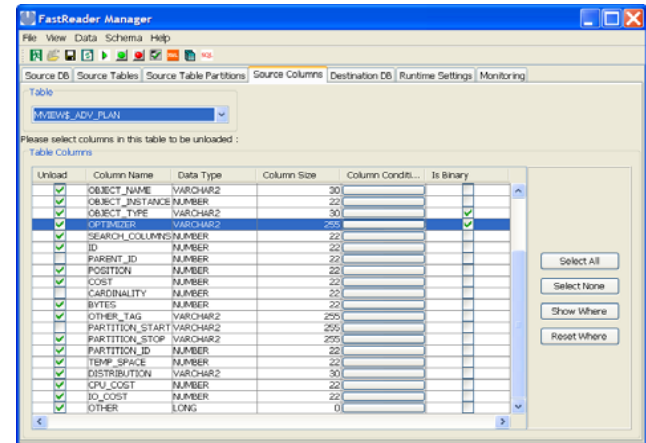 FastReader Manager
File View Data Schema Help
Source DB Source Tables Source Table Partitions Source Columns Destination DB Runtime Settings Monitoring
Table
MVIEW$_ADV_PLAN
Please select columns in this table to be unloaded :
Table Columns
Unload Column Name Data Type Column Size Column Conditi... Is Binary
OBJECT_NAME VARCHAR2 30
OBJECT_INSTANCE NUMBER 22
OBJECT_TYPE VARCHAR2 30
OPTIMIZER VARCHAR2 255
SEARCH_COLUMNS NUMBER 22
ID NUMBER 22
PARENT_ID NUMBER 22
POSITION NUMBER 22
COST NUMBER 22
CARDINALITY NUMBER 22
BYTES NUMBER 22
OTHER_TAG VARCHAR2 255
PARTITION_START VARCHAR2 255
PARTITION_STOP VARCHAR2 255
PARTITION_ID NUMBER 22
TEMP_SPACE NUMBER 22
DISTRIBUTION VARCHAR2 30
CPU_COST NUMBER 22
IO_COST NUMBER 22
OTHER LONG 0
Select All
Select None
Show Where
Reset Where